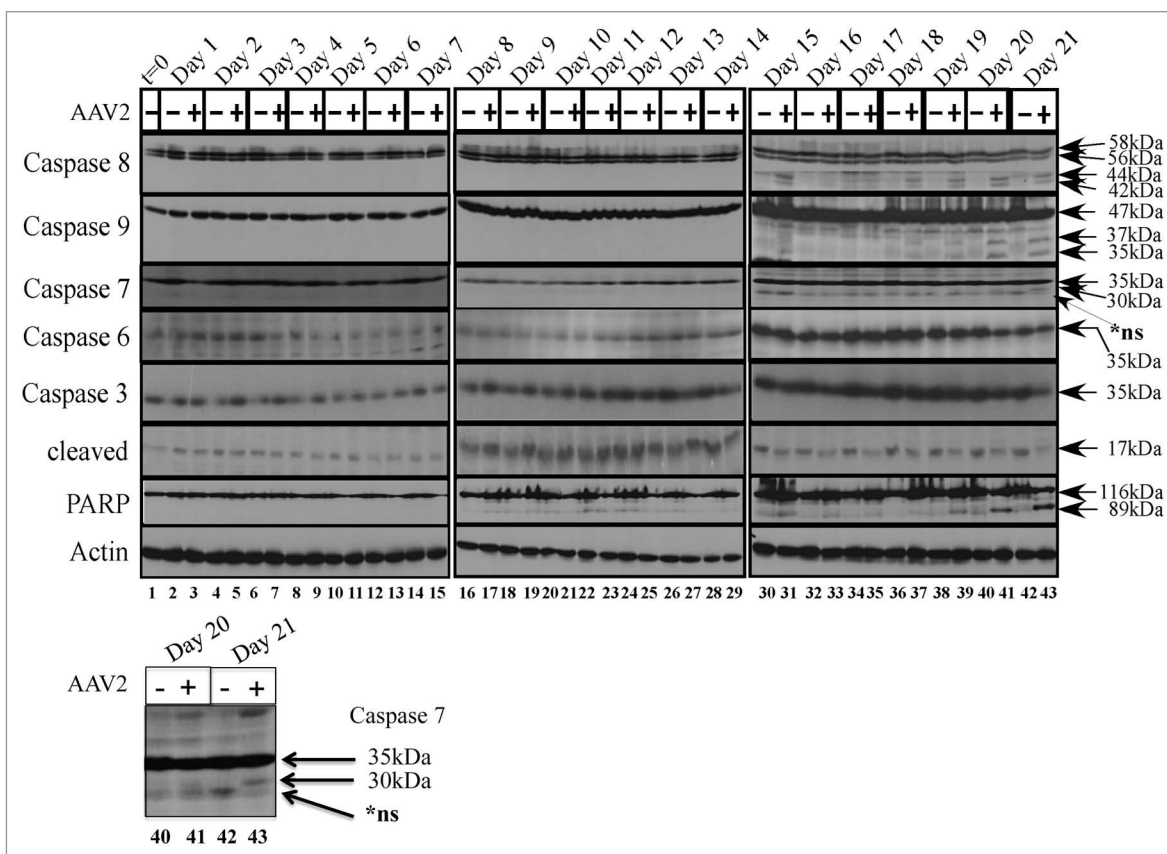 t=0 Day 1 Day 2 Day 3 Day 4 Day 5 Day 6 Day 7 Day 8 Day 9 Day 10 Day 11 Day 12 Day 13 Day 14 Day 15 Day 16 Day 17 Day 18 Day 19 Day 20 Day 21
AAV2 − − + − + − + − + − + − + − + − + − + − + − + − + − + − + − + − + − + − + − + − + − +
Caspase 8
58kDa
56kDa
44kDa
42kDa
Caspase 9
47kDa
37kDa
35kDa
Caspase 7
35kDa
30kDa
*ns
Caspase 6
35kDa
Caspase 3
35kDa
cleaved
17kDa
PARP
116kDa
89kDa
Actin
1 2 3 4 5 6 7 8 9 10 11 12 13 14 15 16 17 18 19 20 21 22 23 24 25 26 27 28 29 30 31 32 33 34 35 36 37 38 39 40 41 42 43
Day 20 Day 21
AAV2 - + - +
Caspase 7
35kDa
30kDa
*ns
40 41 42 43